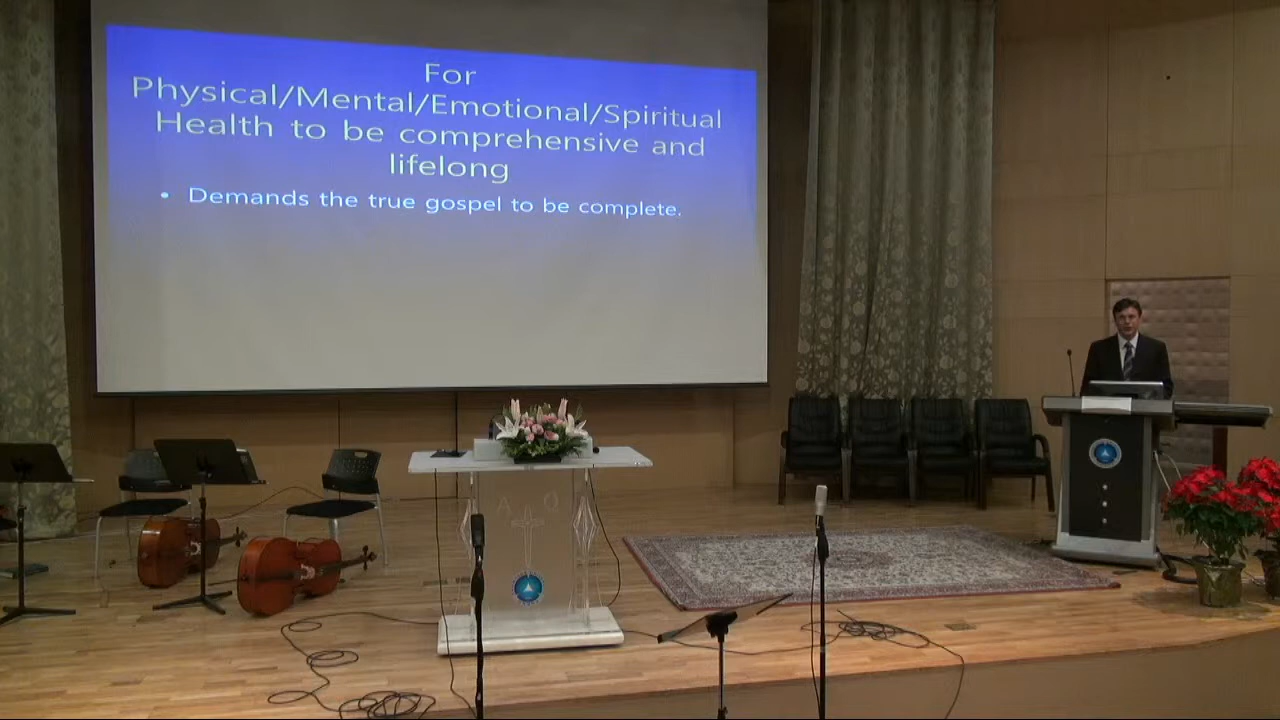 For
Physical/Mental/Emotional/Spiritual
Health to be comprehensive and
lifelong
• Demands the true gospel to be complete.
Α Ω